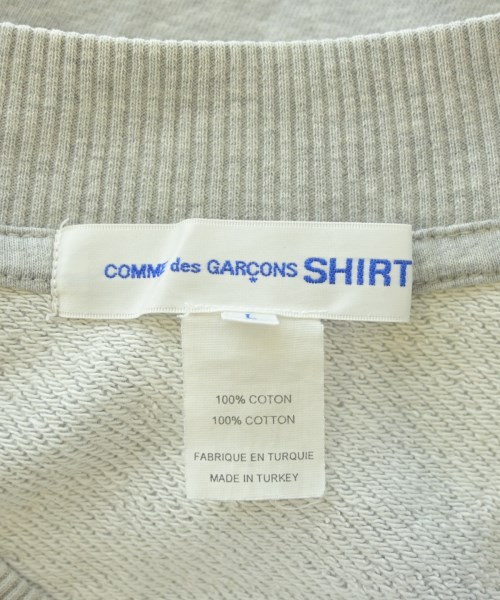 COMME des GARÇONS SHIRT
L
100% COTON
100% COTTON
FABRIQUE EN TURQUIE
MADE IN TURKEY